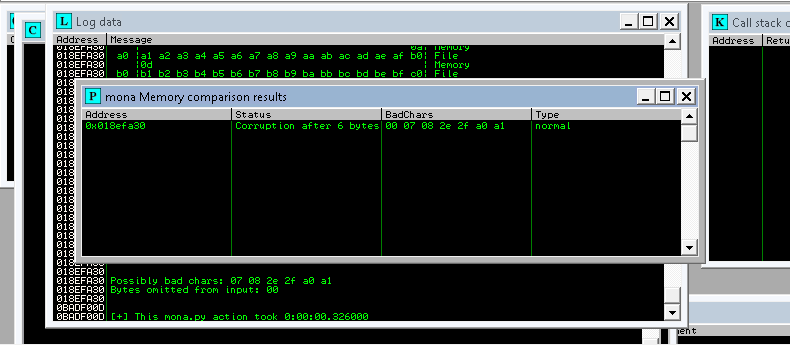 L Log data
K Call stack o
C
Address Message
Address Retu
018EFA30 0a| Memory
018EFA30 a0 |a1 a2 a3 a4 a5 a6 a7 a8 a9 aa ab ac ad ae af b0| File
018EFA30 |0d | Memory
018EFA30 b0 |b1 b2 b3 b4 b5 b6 b7 b8 b9 ba bb bc bd be bf c0| File
P mona Memory comparison results
Address Status BadChars Type
0x018efa30 Corruption after 6 bytes 00 07 08 2e 2f a0 a1 normal
018EFA30
018EFA30 Possibly bad chars: 07 08 2e 2f a0 a1
018EFA30 Bytes omitted from input: 00
018EFA30
0BADF00D
0BADF00D [+] This mona.py action took 0:00:00.326000
ment